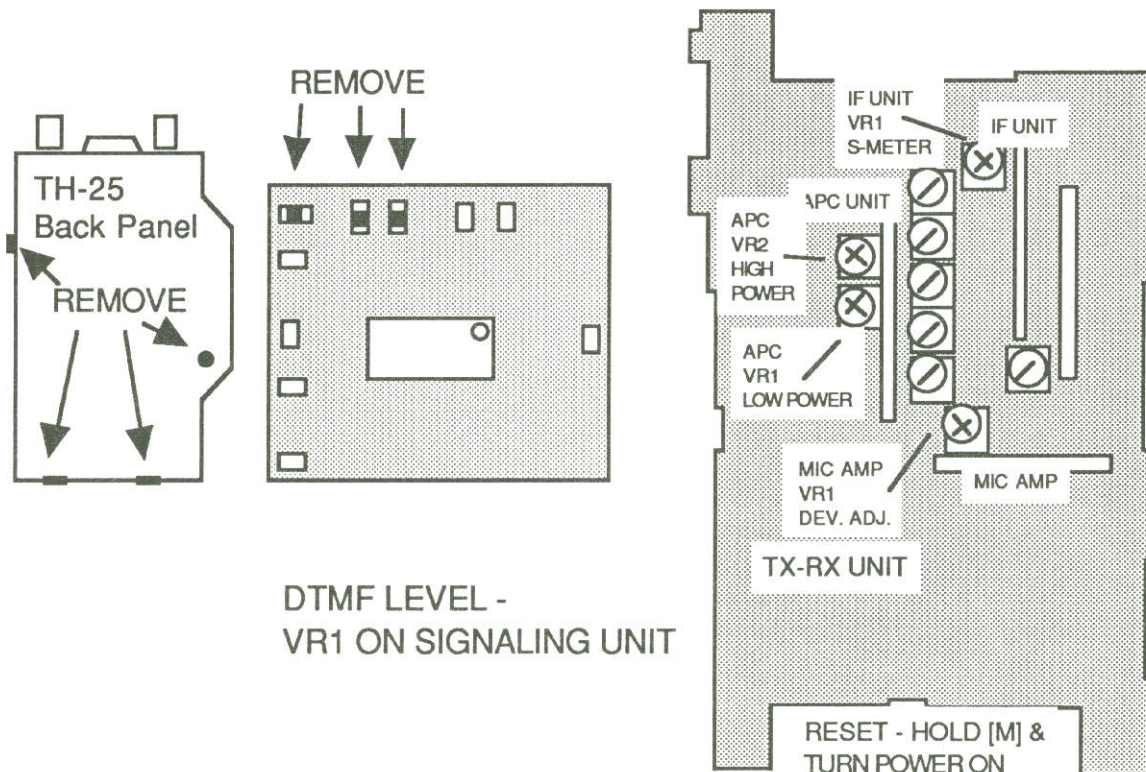 REMOVE
TH-25
Back Panel
REMOVE
DTMF LEVEL -
VR1 ON SIGNALING UNIT
IF UNIT
VR1
S-METER
IF UNIT
APC UNIT
APC
VR2
HIGH
POWER
APC
VR1
LOW POWER
MIC AMP
VR1
DEV. ADJ.
MIC AMP
TX-RX UNIT
RESET - HOLD [M] &
TURN POWER ON